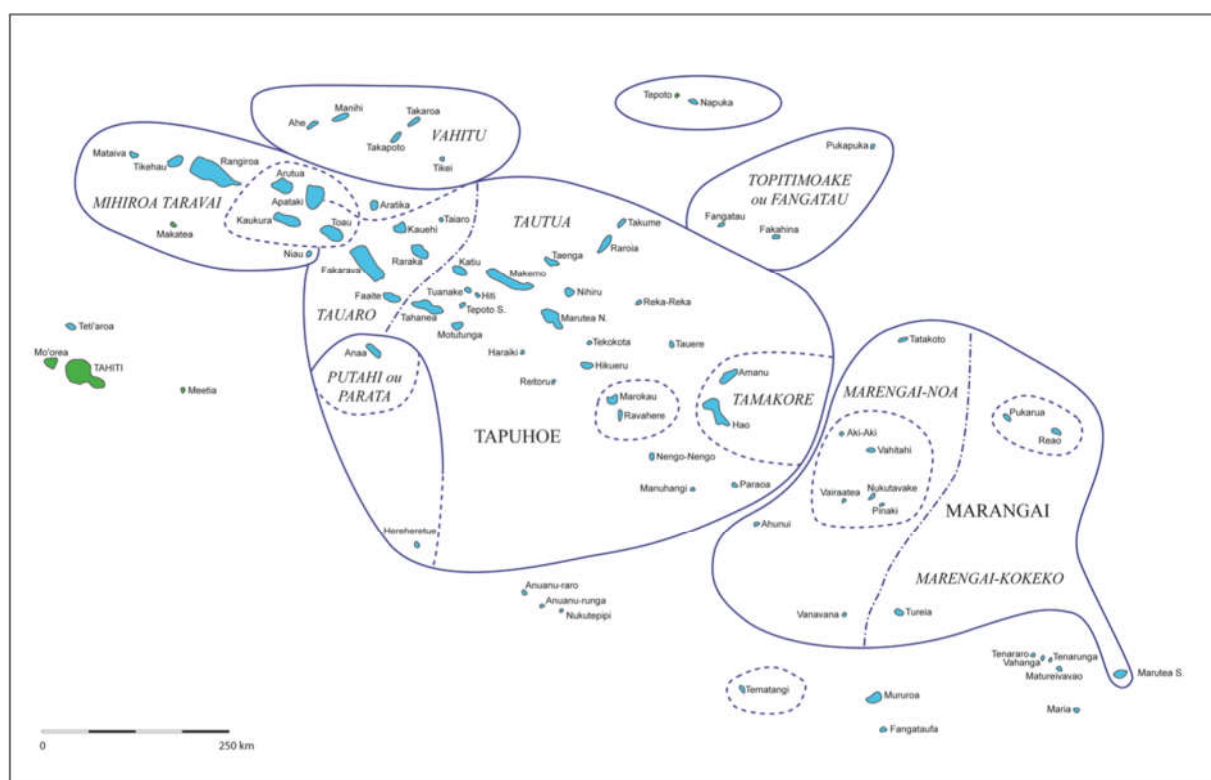 Tepoto
Napuka
Manihi
Takaroa
Ahe
VAHITU
Takapoto
Tikei
Pukapuka
Mataiva
Tikehau
Rangiroa
Arutua
Apataki
MIHIROA TARAVAI
Kaukura
Toau
Makatea
Niau
Aratika
Taiaro
Kauehi
Raraka
Fakarava
Faaite
TAUARO
TOPITIMOAKE
ou FANGATAU
Fangatau
Fakahina
TAUTUA
Takume
Raroia
Taenga
Katiu
Makemo
Tuanake
Hiti
Tepoto S.
Nihiru
Reka-Reka
Tahanea
Motutunga
Marutea N.
Teti'aroa
Mo'orea
TAHITI
Meetia
Anaa
PUTAHI ou
PARATA
Haraiki
Tekokota
Tauere
Hikueru
Reitoru
Amanu
TAMAKORE
Hao
Marokau
Ravahere
TAPUHOE
Nengo-Nengo
Manuhangi
Paraoa
Tatakoto
MARENGAI-NOA
Pukarua
Reao
Aki-Aki
Vahitahi
Nukutavake
Vairaatea
Pinaki
MARANGAI
Ahunui
Hereheretue
MARENGAI-KOKEKO
Anuanu-raro
Anuanu-runga
Nukutepipi
Vanavana
Tureia
Tenararo
Vahanga
Tenarunga
Matureivavao
Marutea S.
Tematangi
Mururoa
Maria
Fangataufa
0
250 km